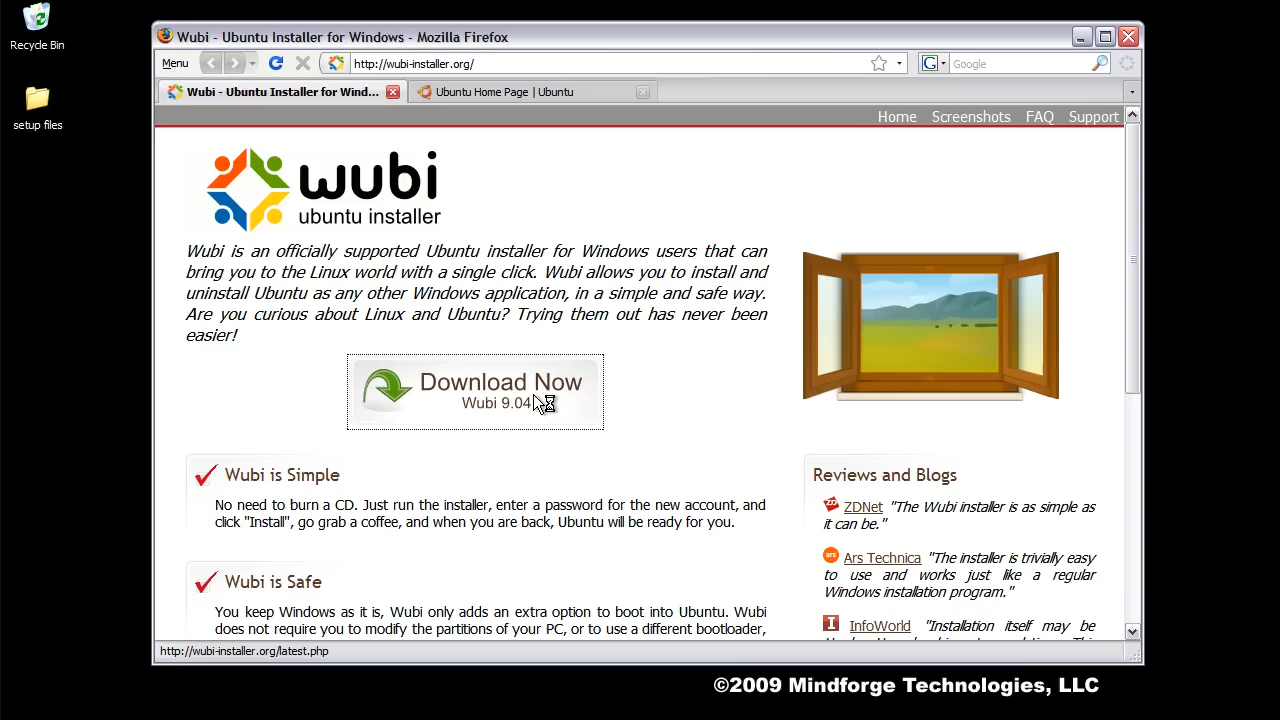 Recycle Bin
setup files
Wubi - Ubuntu Installer for Windows - Mozilla Firefox
Menu
http://wubi-installer.org/
G
Google
Wubi - Ubuntu Installer for Wind...
Ubuntu Home Page | Ubuntu
Home Screenshots FAQ Support
wubi
ubuntu installer
Wubi is an officially supported Ubuntu installer for Windows users that can
bring you to the Linux world with a single click. Wubi allows you to install and
uninstall Ubuntu as any other Windows application, in a simple and safe way.
Are you curious about Linux and Ubuntu? Trying them out has never been
easier!
Download Now
Wubi 9.04
Wubi is Simple
No need to burn a CD. Just run the installer, enter a password for the new account, and
click "Install", go grab a coffee, and when you are back, Ubuntu will be ready for you.
Wubi is Safe
You keep Windows as it is, Wubi only adds an extra option to boot into Ubuntu. Wubi
does not require you to modify the partitions of your PC, or to use a different bootloader,
Reviews and Blogs
ZD
ZDNet "The Wubi installer is as simple as
it can be."
ars
Ars Technica "The installer is trivially easy
to use and works just like a regular
Windows installation program."
I
InfoWorld "Installation itself may be
http://wubi-installer.org/latest.php
©2009 Mindforge Technologies, LLC